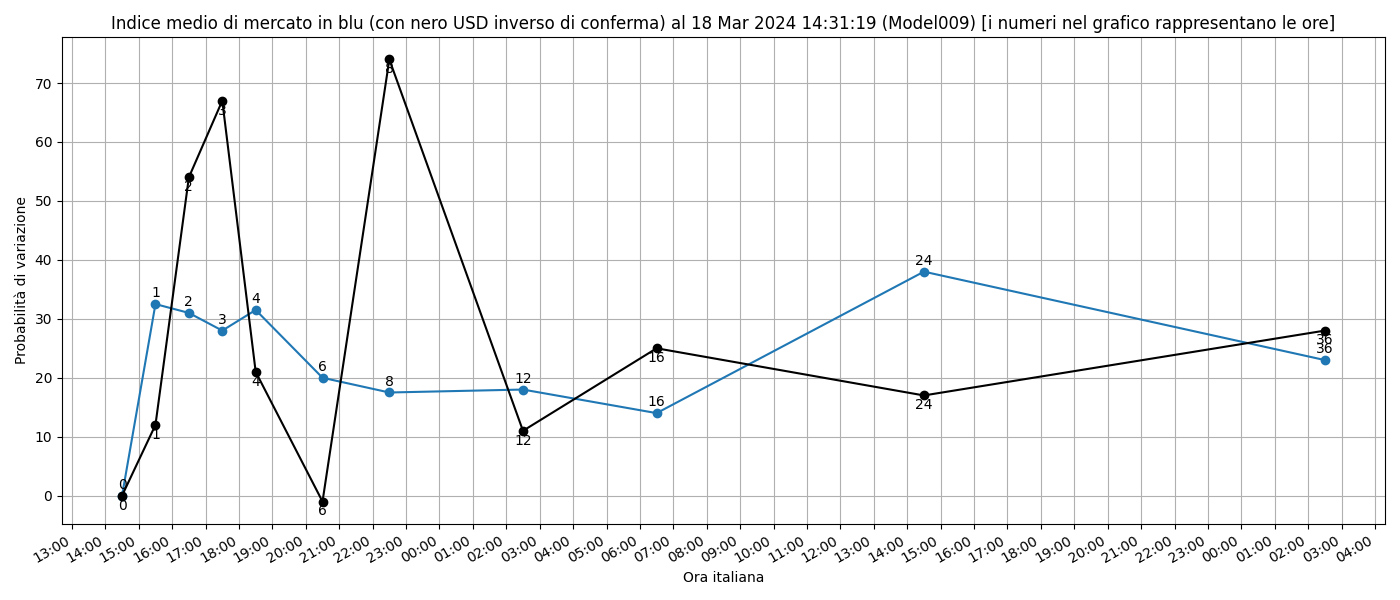 Indice medio di mercato in blu (con nero USD inverso di conferma) al 18 Mar 2024 14:31:19 (Model009) [i numeri nel grafico rappresentano le ore]
Probabilità di variazione
70
60
50
40
30
20
10
0
0 1 2 3 4 6 8 12 16 24 36
0 1 2 3 4 6 8 12 16 24 36
13:00 14:00 15:00 16:00 17:00 18:00 19:00 20:00 21:00 22:00 23:00 00:00 01:00 02:00 03:00 04:00 05:00 06:00 07:00 08:00 09:00 10:00 11:00 12:00 13:00 14:00 15:00 16:00 17:00 18:00 19:00 20:00 21:00 22:00 23:00 00:00 01:00 02:00 03:00 04:00
Ora italiana